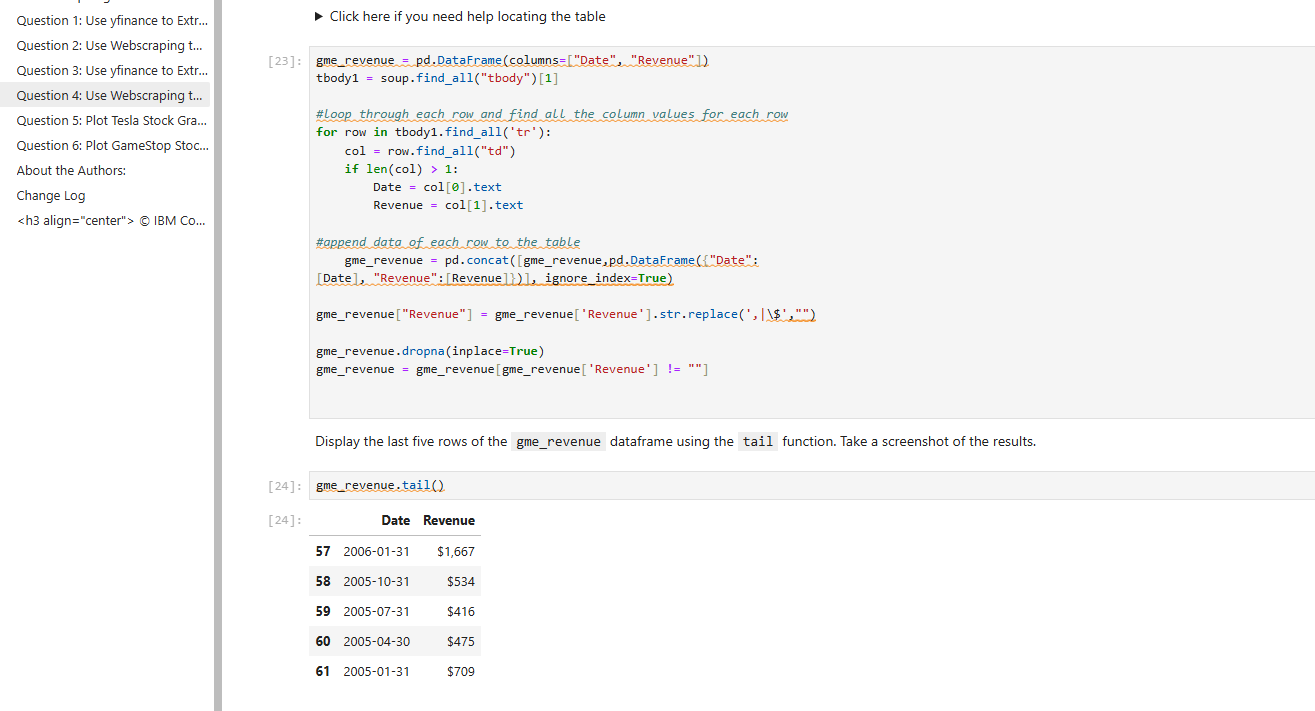 Question 1: Use yfinance to Extr...
Question 2: Use Webscraping t...
Question 3: Use yfinance to Extr...
Question 4: Use Webscraping t...
Question 5: Plot Tesla Stock Gra...
Question 6: Plot GameStop Stoc...
About the Authors:
Change Log
<h3 align="center"> © IBM Co...
▶ Click here if you need help locating the table
[23]: gme_revenue = pd.DataFrame(columns=["Date", "Revenue"])
tbody1 = soup.find_all("tbody")[1]
#loop through each row and find all the column values for each row
for row in tbody1.find_all('tr'):
    col = row.find_all("td")
    if len(col) > 1:
        Date = col[0].text
        Revenue = col[1].text
#append data of each row to the table
    gme_revenue = pd.concat([gme_revenue,pd.DataFrame({"Date":
[Date], "Revenue":[Revenue]})], ignore_index=True)
gme_revenue["Revenue"] = gme_revenue['Revenue'].str.replace(',|\$',"")
gme_revenue.dropna(inplace=True)
gme_revenue = gme_revenue[gme_revenue['Revenue'] != ""]
Display the last five rows of the gme_revenue dataframe using the tail function. Take a screenshot of the results.
[24]: gme_revenue.tail()
[24]: Date Revenue
57 2006-01-31 $1,667
58 2005-10-31 $534
59 2005-07-31 $416
60 2005-04-30 $475
61 2005-01-31 $709